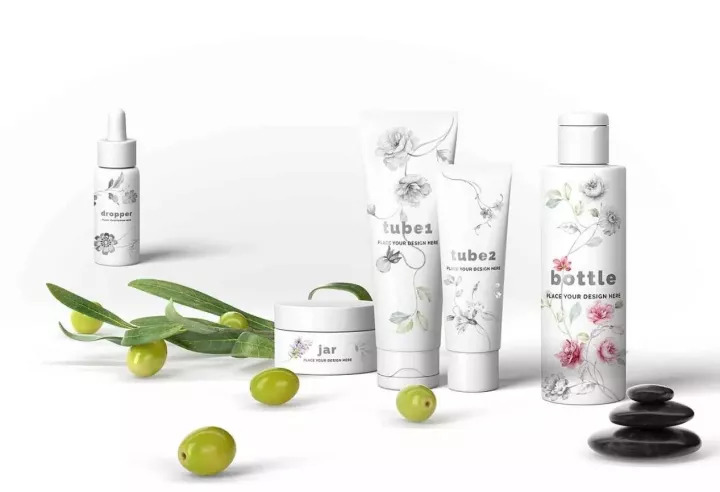 dropper
tube1
PLACE YOUR DESIGN HERE
tube2
PLACE YOUR DESIGN HERE
bottle
PLACE YOUR DESIGN HERE
jar
PLACE YOUR DESIGN HERE